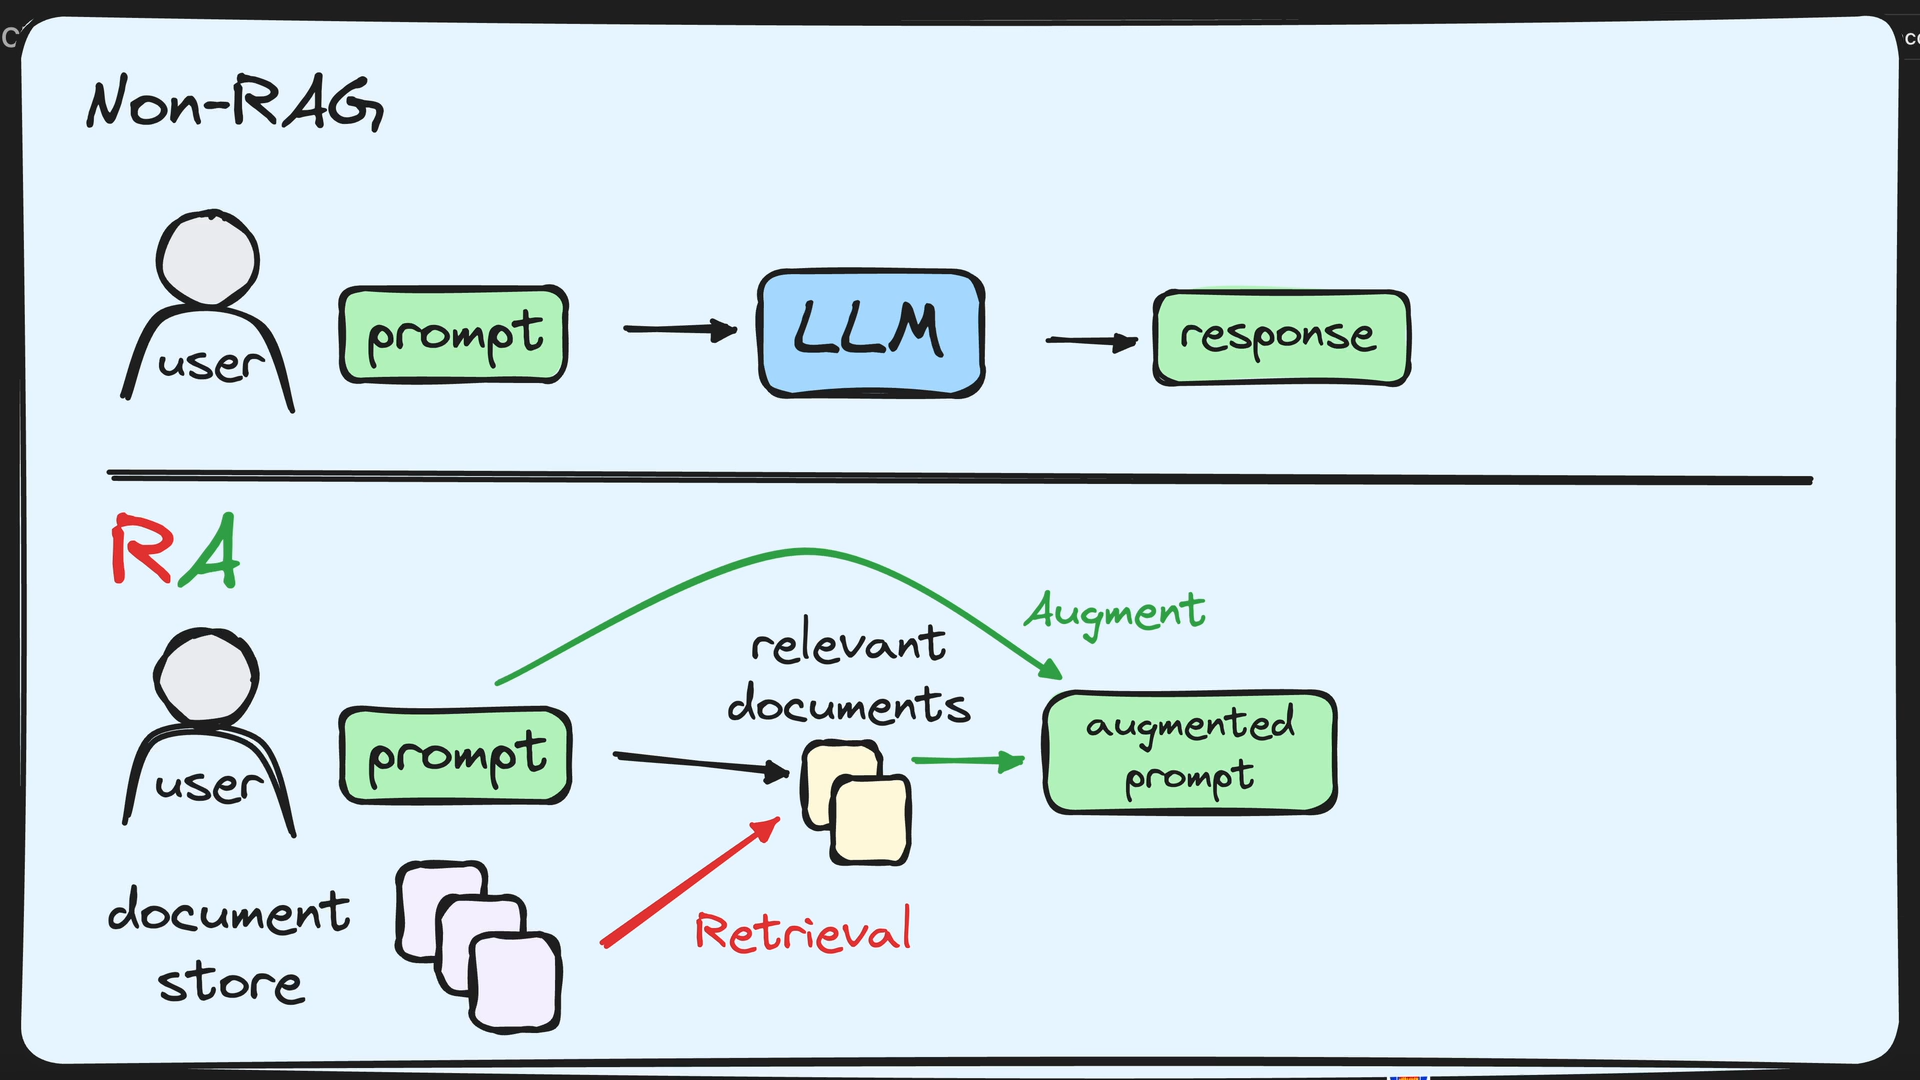 Non-RAG
user
prompt
LLM
response
RA
Augment
relevant
documents
user
prompt
augmented
prompt
document
store
Retrieval